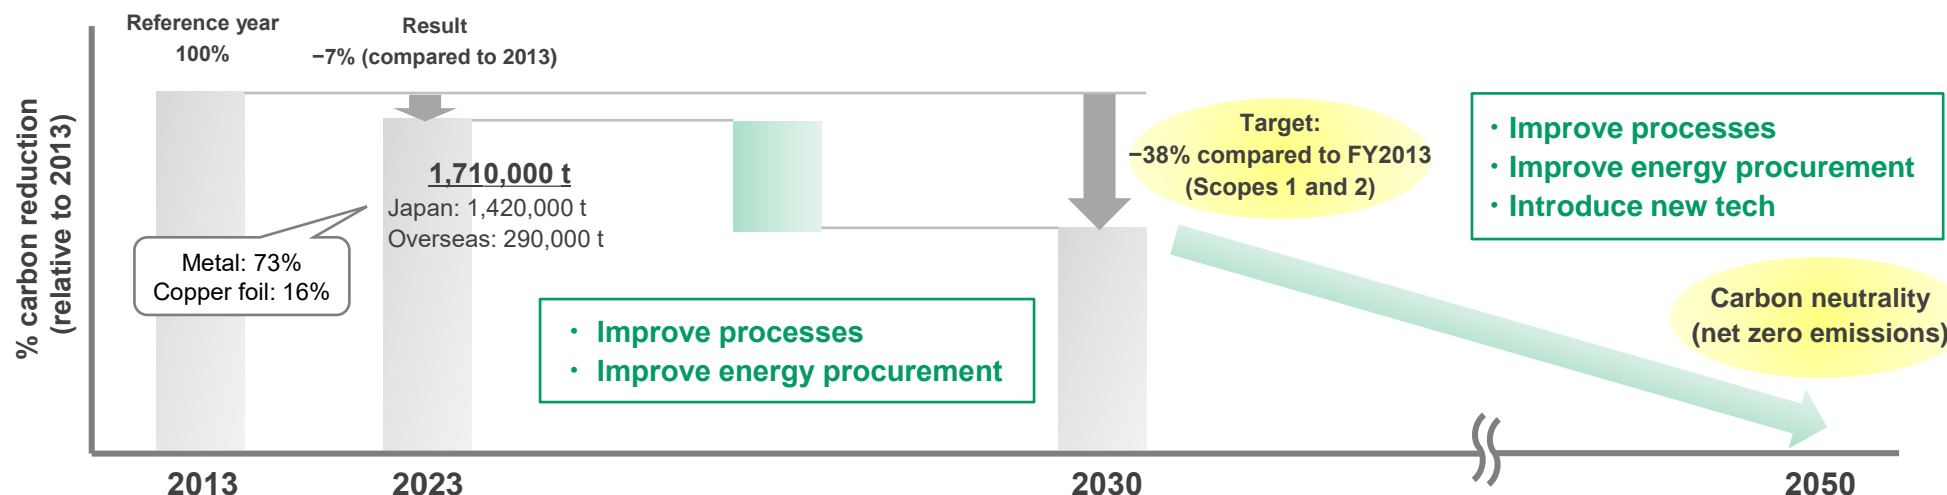 Reference year
100%
Result
−7% (compared to 2013)
% carbon reduction
(relative to 2013)
1,710,000 t
Japan: 1,420,000 t
Overseas: 290,000 t
Metal: 73%
Copper foil: 16%
・ Improve processes
・ Improve energy procurement
Target:
−38% compared to FY2013
(Scopes 1 and 2)
・Improve processes
・Improve energy procurement
・Introduce new tech
Carbon neutrality
(net zero emissions)
2013
2023
2030
2050